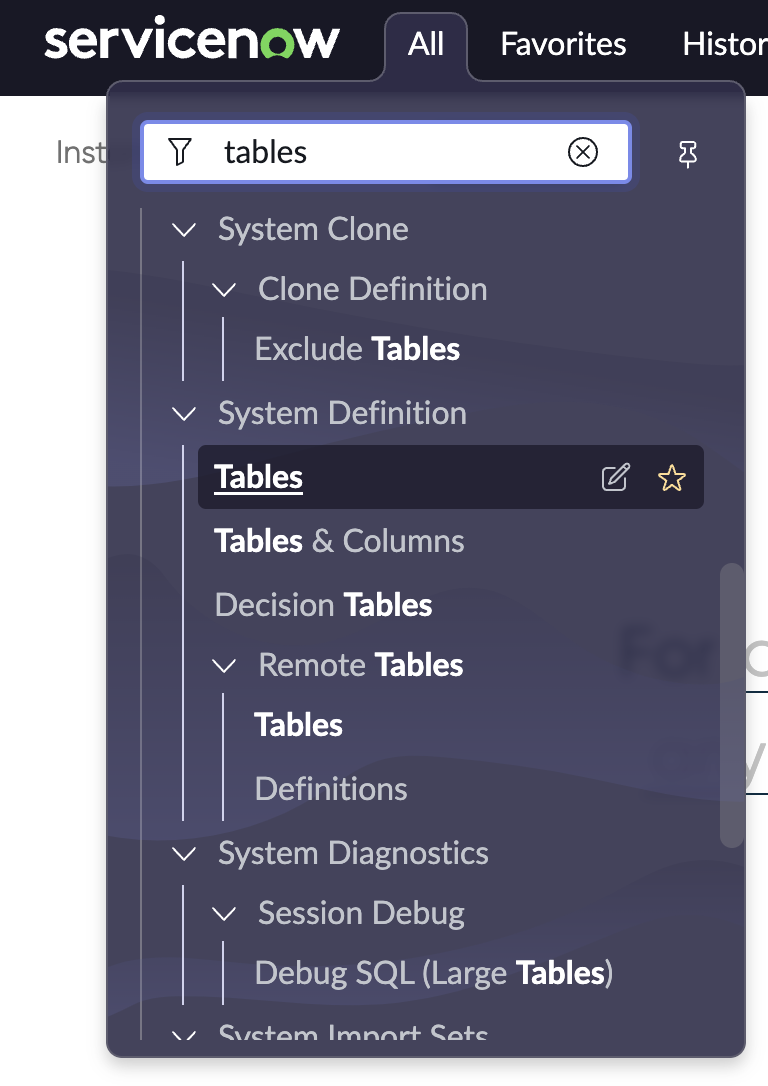 servicenow All Favorites Histor
Inst
tables
System Clone
Clone Definition
Exclude Tables
System Definition
Tables
Tables & Columns
Decision Tables
Remote Tables
Tables
Definitions
System Diagnostics
Session Debug
Debug SQL (Large Tables)
System Import Sets
For